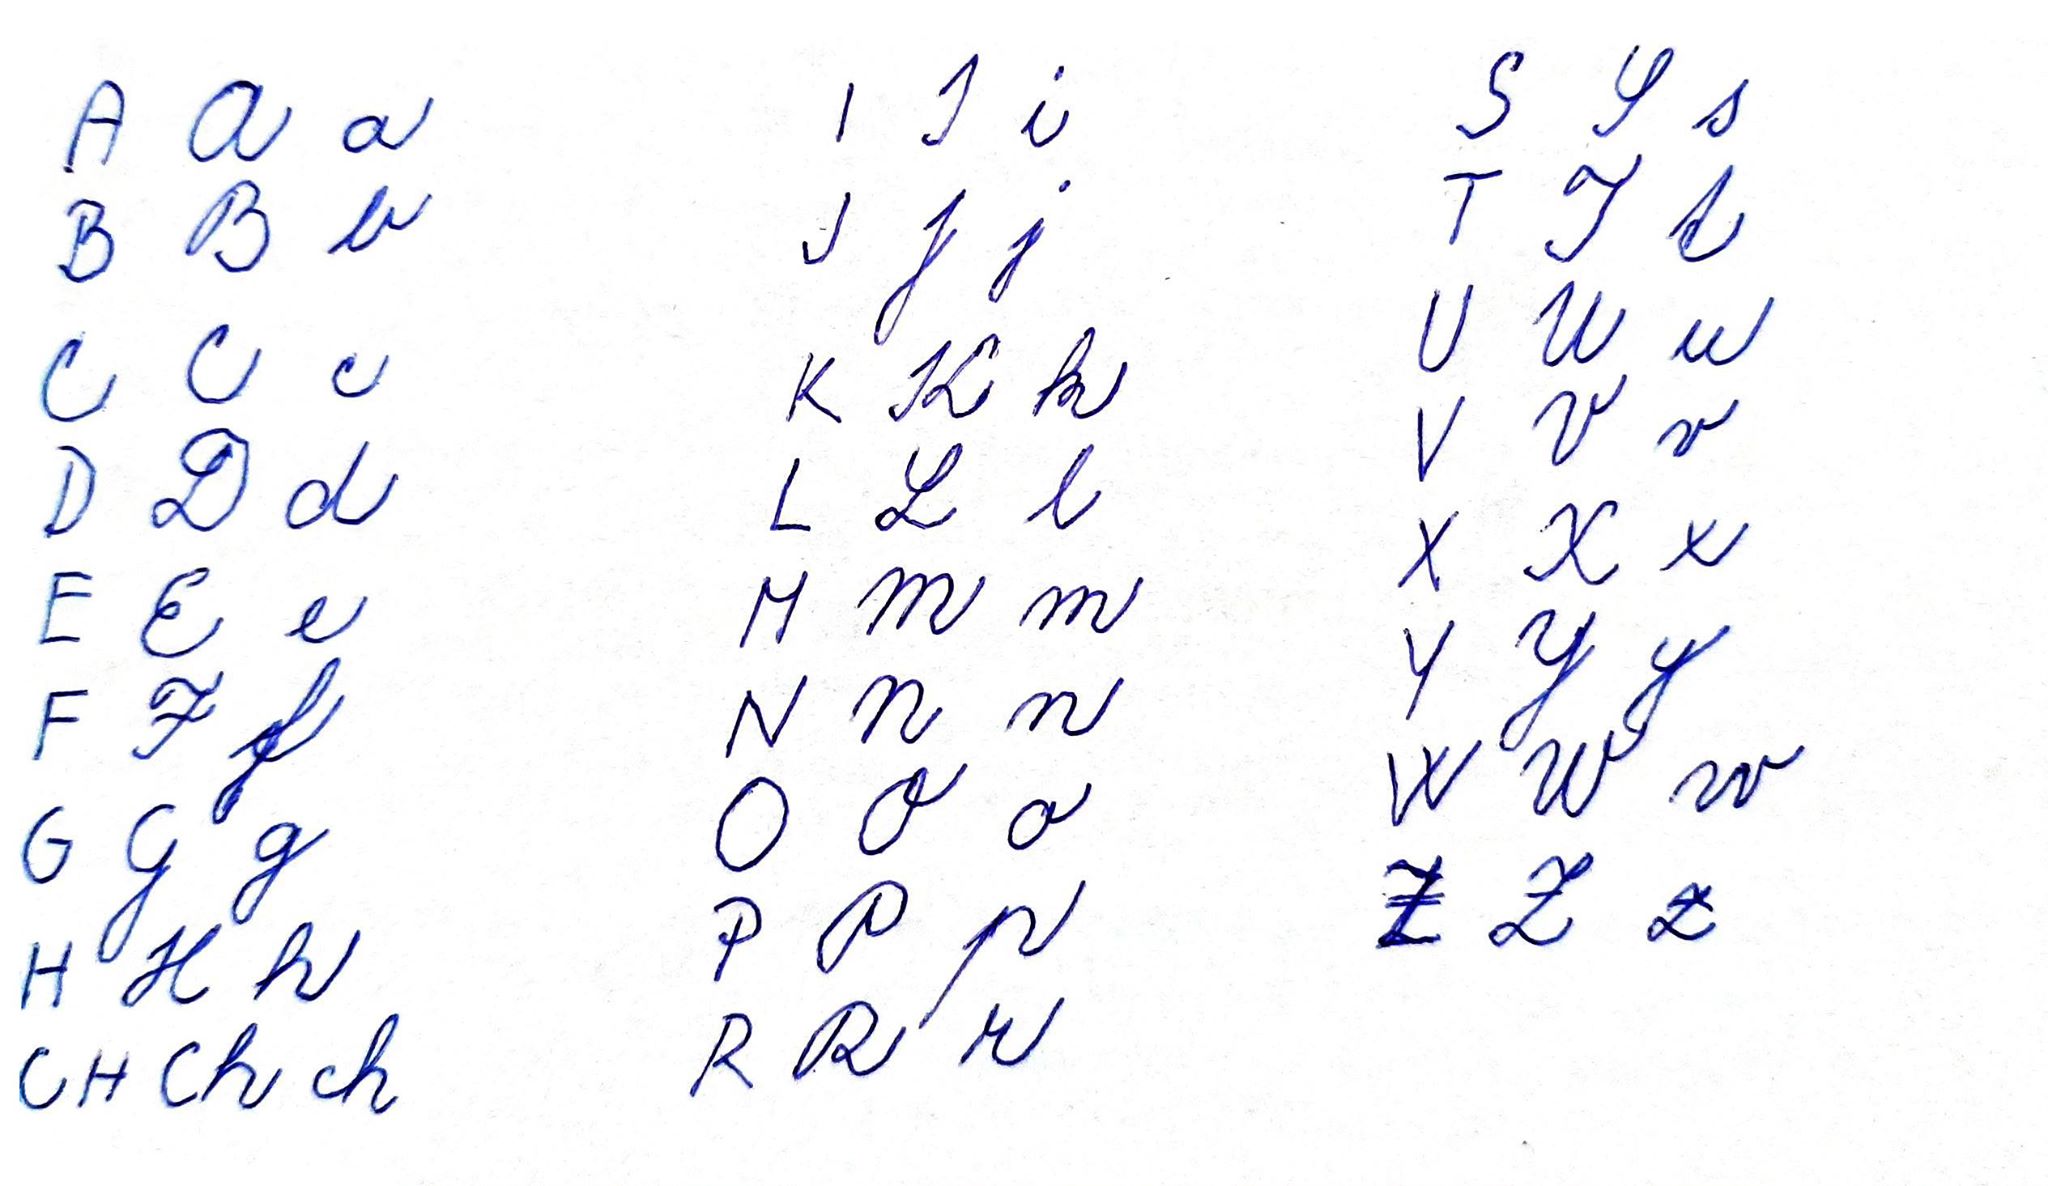 A A a
B B b
C C c
D D d
E E e
F F f
G G g
H H h
CH Ch ch
I I i
J J j
K K k
L L l
M M m
N N n
O O o
P P p
R R r
S S s
T T t
U U u
V V v
X X x
Y Y y
W W w
Z Z z